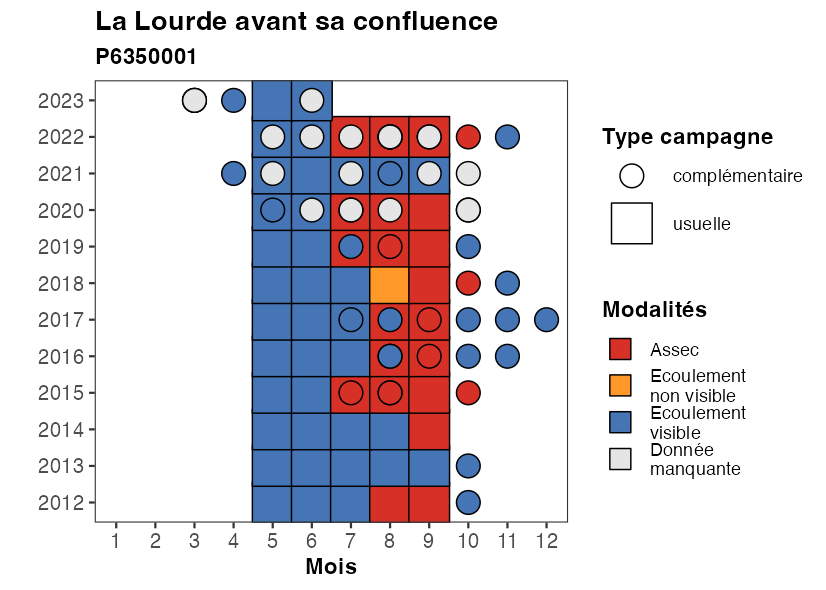 La Lourde avant sa confluence
P6350001
2023
2022
2021
2020
2019
2018
2017
2016
2015
2014
2013
2012
1 2 3 4 5 6 7 8 9 10 11 12
Mois
Type campagne
complémentaire
usuelle
Modalités
Assec
Ecoulement
non visible
Ecoulement
visible
Donnée
manquante